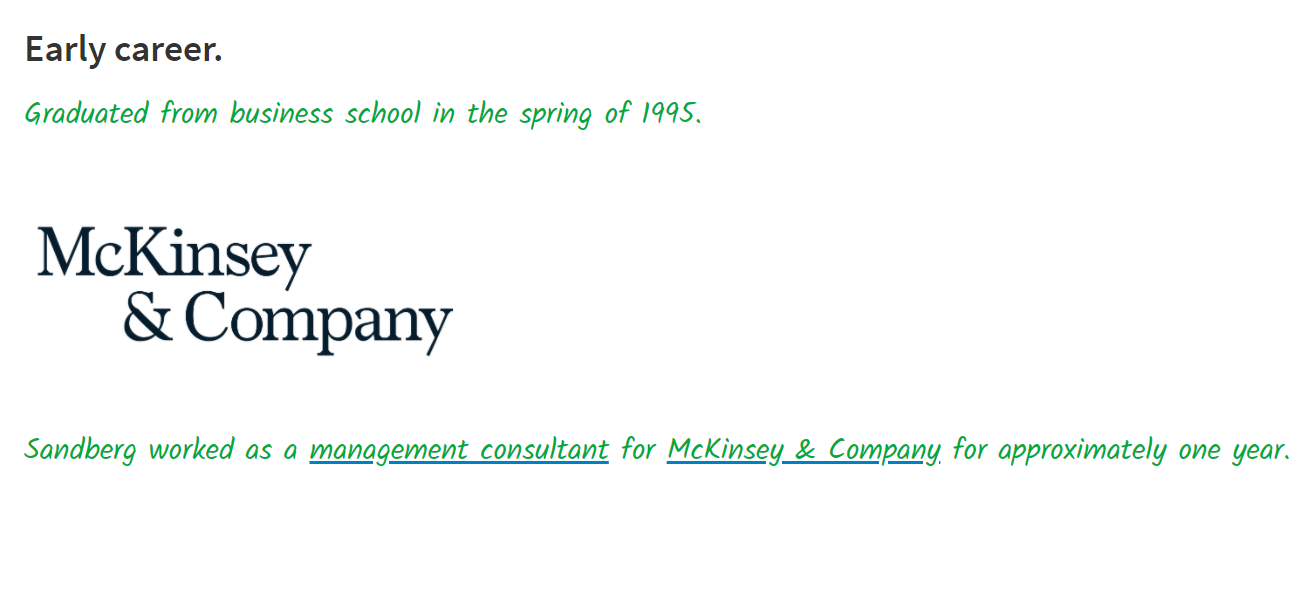 Early career.
Graduated from business school in the spring of 1995.
McKinsey
& Company
Sandberg worked as a management consultant for McKinsey & Company for approximately one year.